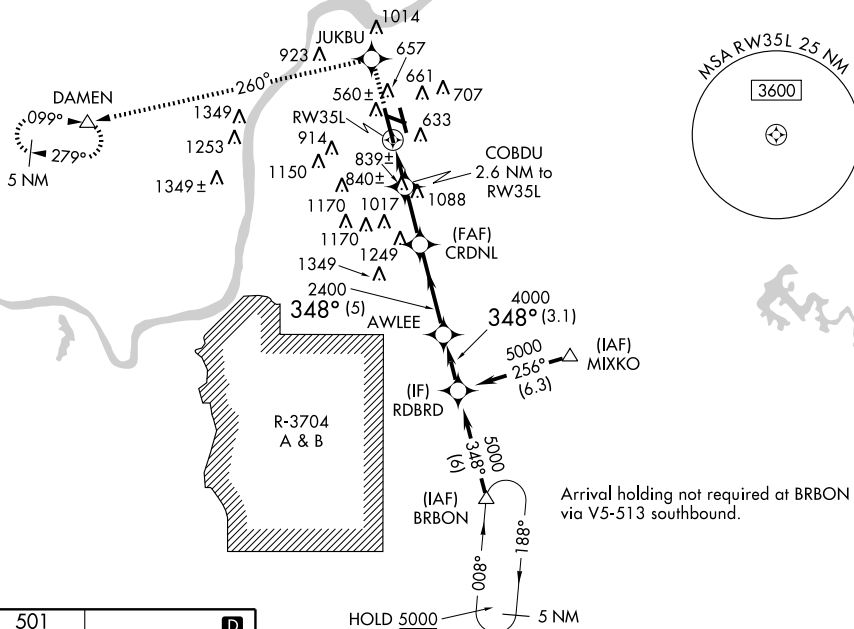 1014
JUKBU
923
657
MSA RW35L 25 NM
3600
260°
661
707
DAMEN
560±
099°
1349
RW35L
633
279°
1253
914
5 NM
1150
839±
COBDU
2.6 NM to
RW35L
1349±
840±
1088
1170
1017
1170
(FAF)
CRDNL
1249
1349
2400
348° (5)
4000
348° (3.1)
AWLEE
5000
256°
(6.3)
(IAF)
MIXKO
(IF)
RDBRD
R-3704
A & B
5000
348°
(6)
(IAF)
BRBON
Arrival holding not required at BRBON
via V5-513 southbound.
188°
008°
HOLD 5000
5 NM
501
D